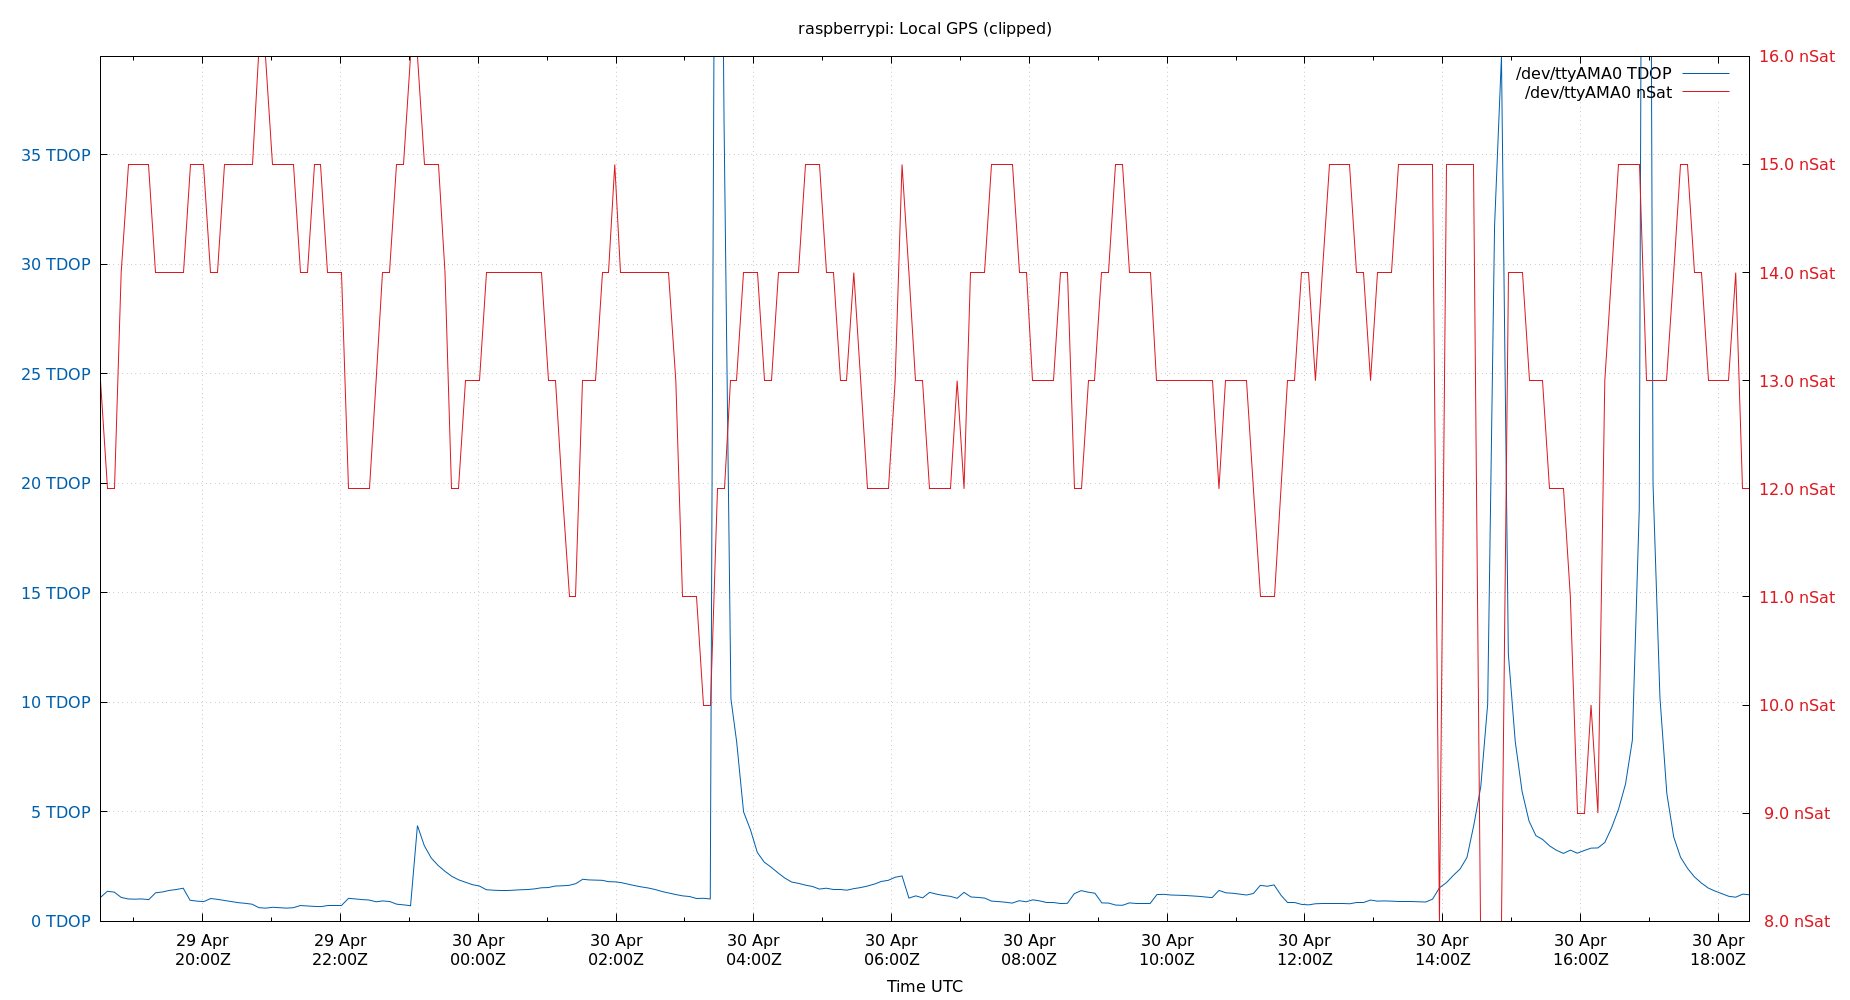 raspberrypi: Local GPS (clipped)
/dev/ttyAMA0 TDOP
/dev/ttyAMA0 nSat
35 TDOP
30 TDOP
25 TDOP
20 TDOP
15 TDOP
10 TDOP
5 TDOP
0 TDOP
16.0 nSat
15.0 nSat
14.0 nSat
13.0 nSat
12.0 nSat
11.0 nSat
10.0 nSat
9.0 nSat
8.0 nSat
29 Apr
20:00Z
29 Apr
22:00Z
30 Apr
00:00Z
30 Apr
02:00Z
30 Apr
04:00Z
30 Apr
06:00Z
30 Apr
08:00Z
30 Apr
10:00Z
30 Apr
12:00Z
30 Apr
14:00Z
30 Apr
16:00Z
30 Apr
18:00Z
Time UTC